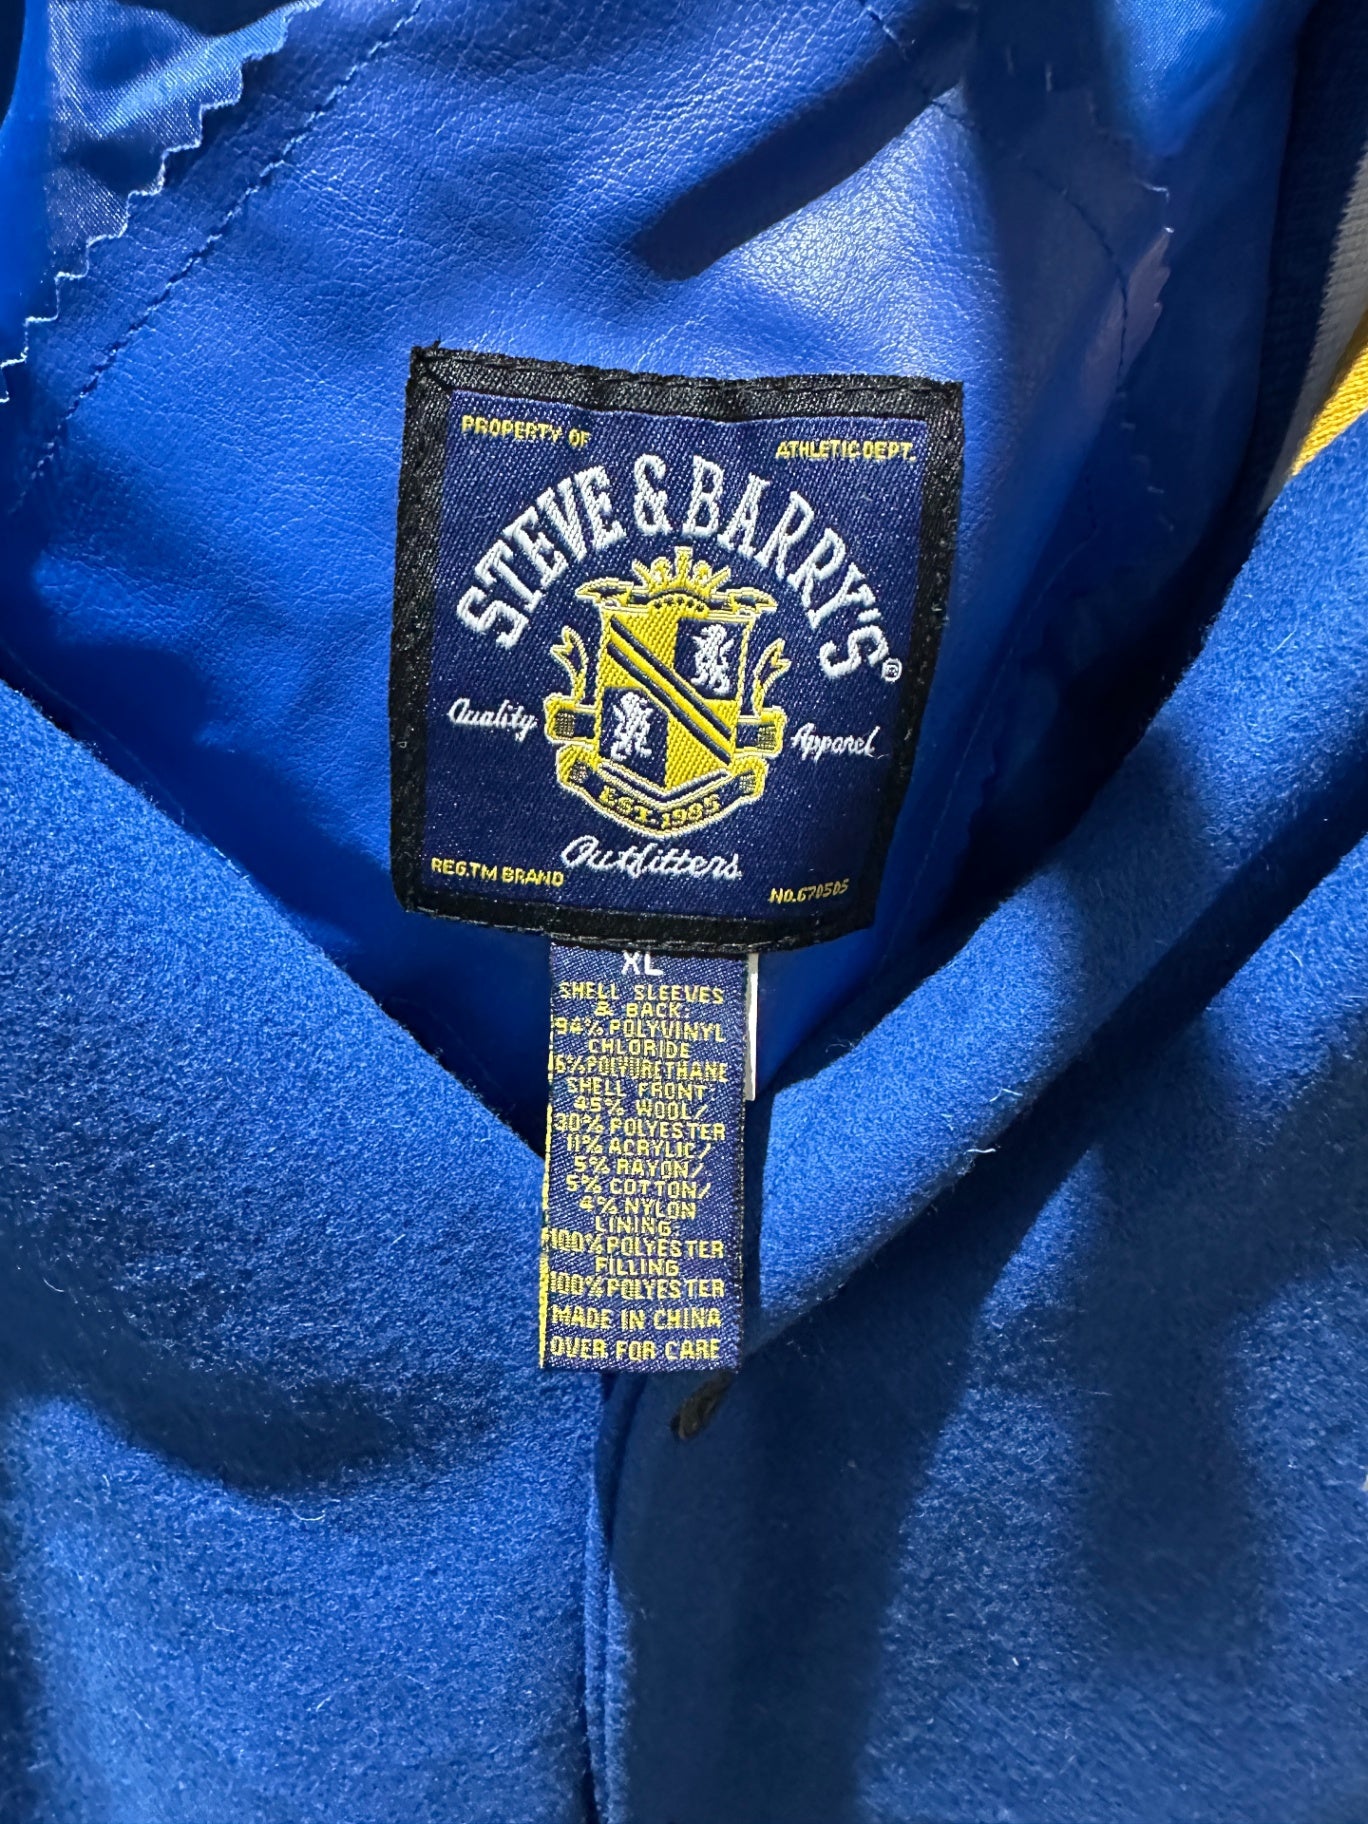 PROPERTY OF
ATHLETIC DEPT.
STEVE & BARRY'S®
Quality
Apparel
EST. 1985
Outfitters
REG.TM BRAND
NO.670505
XL
SHELL SLEEVES
& BACK:
94% POLYVINYL
CHLORIDE
6% POLYURETHANE
SHELL FRONT
45% WOOL/
30% POLYESTER
11% ACRYLIC/
5% RAYON/
5% COTTON/
4% NYLON
LINING
100% POLYESTER
FILLING
100% POLYESTER
MADE IN CHINA
OVER FOR CARE